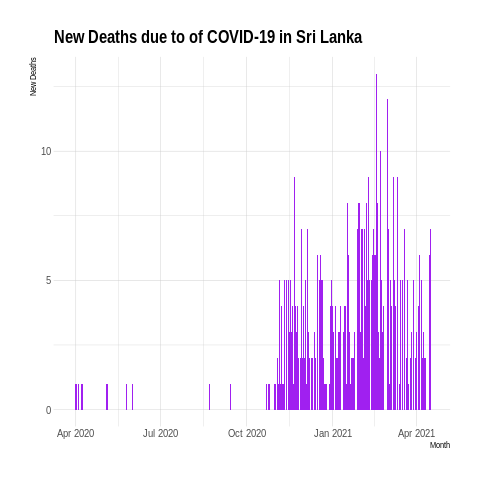 New Deaths due to of COVID-19 in Sri Lanka
New Deaths
10
5
0
Apr 2020 Jul 2020 Oct 2020 Jan 2021 Apr 2021
Month